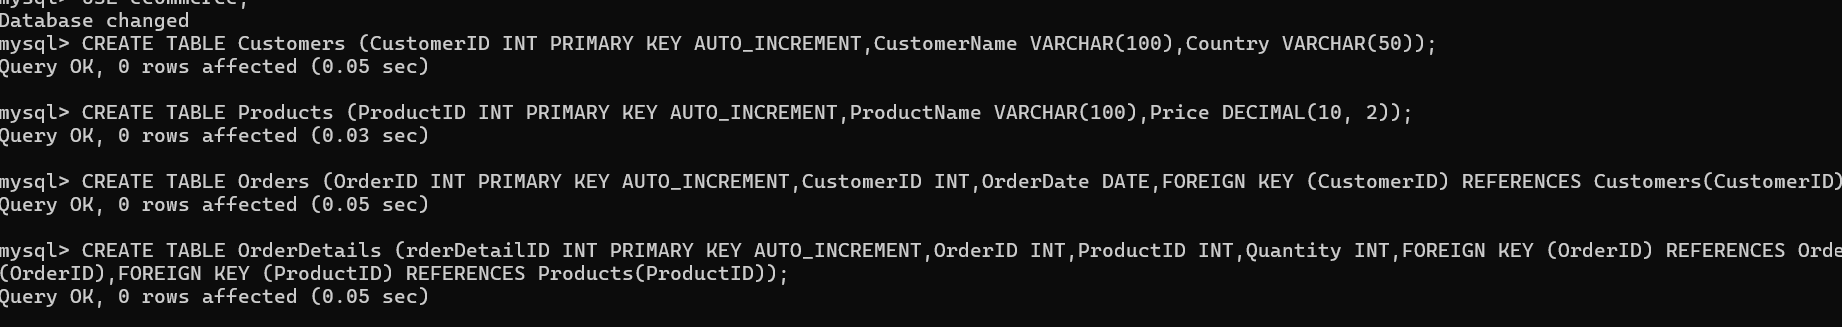 mysql> USE ecommerce;
Database changed
mysql> CREATE TABLE Customers (CustomerID INT PRIMARY KEY AUTO_INCREMENT,CustomerName VARCHAR(100),Country VARCHAR(50));
Query OK, 0 rows affected (0.05 sec)
mysql> CREATE TABLE Products (ProductID INT PRIMARY KEY AUTO_INCREMENT,ProductName VARCHAR(100),Price DECIMAL(10, 2));
Query OK, 0 rows affected (0.03 sec)
mysql> CREATE TABLE Orders (OrderID INT PRIMARY KEY AUTO_INCREMENT,CustomerID INT,OrderDate DATE,FOREIGN KEY (CustomerID) REFERENCES Customers(CustomerID)
Query OK, 0 rows affected (0.05 sec)
mysql> CREATE TABLE OrderDetails (rderDetailID INT PRIMARY KEY AUTO_INCREMENT,OrderID INT,ProductID INT,Quantity INT,FOREIGN KEY (OrderID) REFERENCES Orde
(OrderID),FOREIGN KEY (ProductID) REFERENCES Products(ProductID));
Query OK, 0 rows affected (0.05 sec)